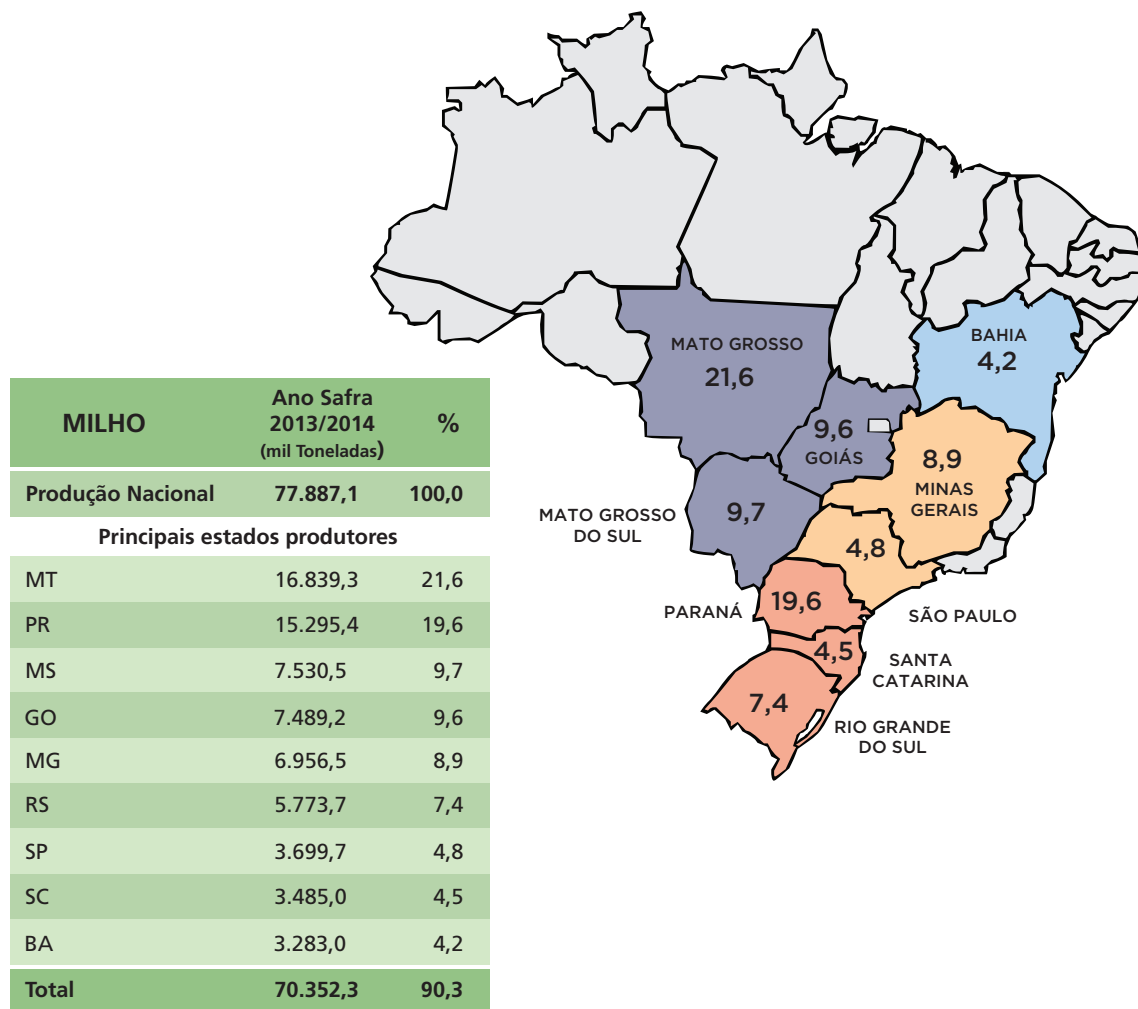 MATO GROSSO
21,6
BAHIA
4,2
9,6
GOIÁS
8,9
MINAS
GERAIS
MATO GROSSO
DO SUL
9,7
4,8
PARANÁ
19,6
SÃO PAULO
4,5
SANTA
CATARINA
7,4
RIO GRANDE
DO SUL
MILHO Ano Safra 2013/2014 (mil Toneladas) %
Produção Nacional 77.887,1 100,0
Principais estados produtores
MT 16.839,3 21,6
PR 15.295,4 19,6
MS 7.530,5 9,7
GO 7.489,2 9,6
MG 6.956,5 8,9
RS 5.773,7 7,4
SP 3.699,7 4,8
SC 3.485,0 4,5
BA 3.283,0 4,2
Total 70.352,3 90,3